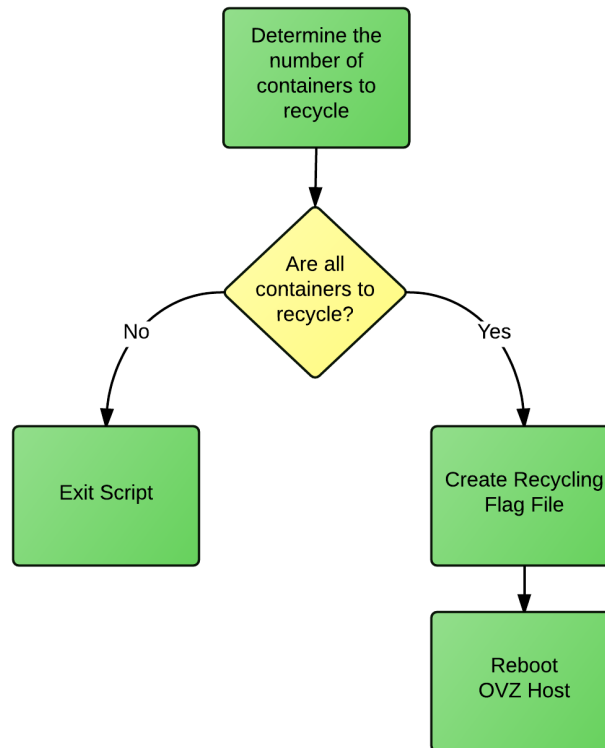 Determine the
number of
containers to
recycle
Are all
containers to
recycle?
No
Yes
Exit Script
Create Recycling
Flag File
Reboot
OVZ Host